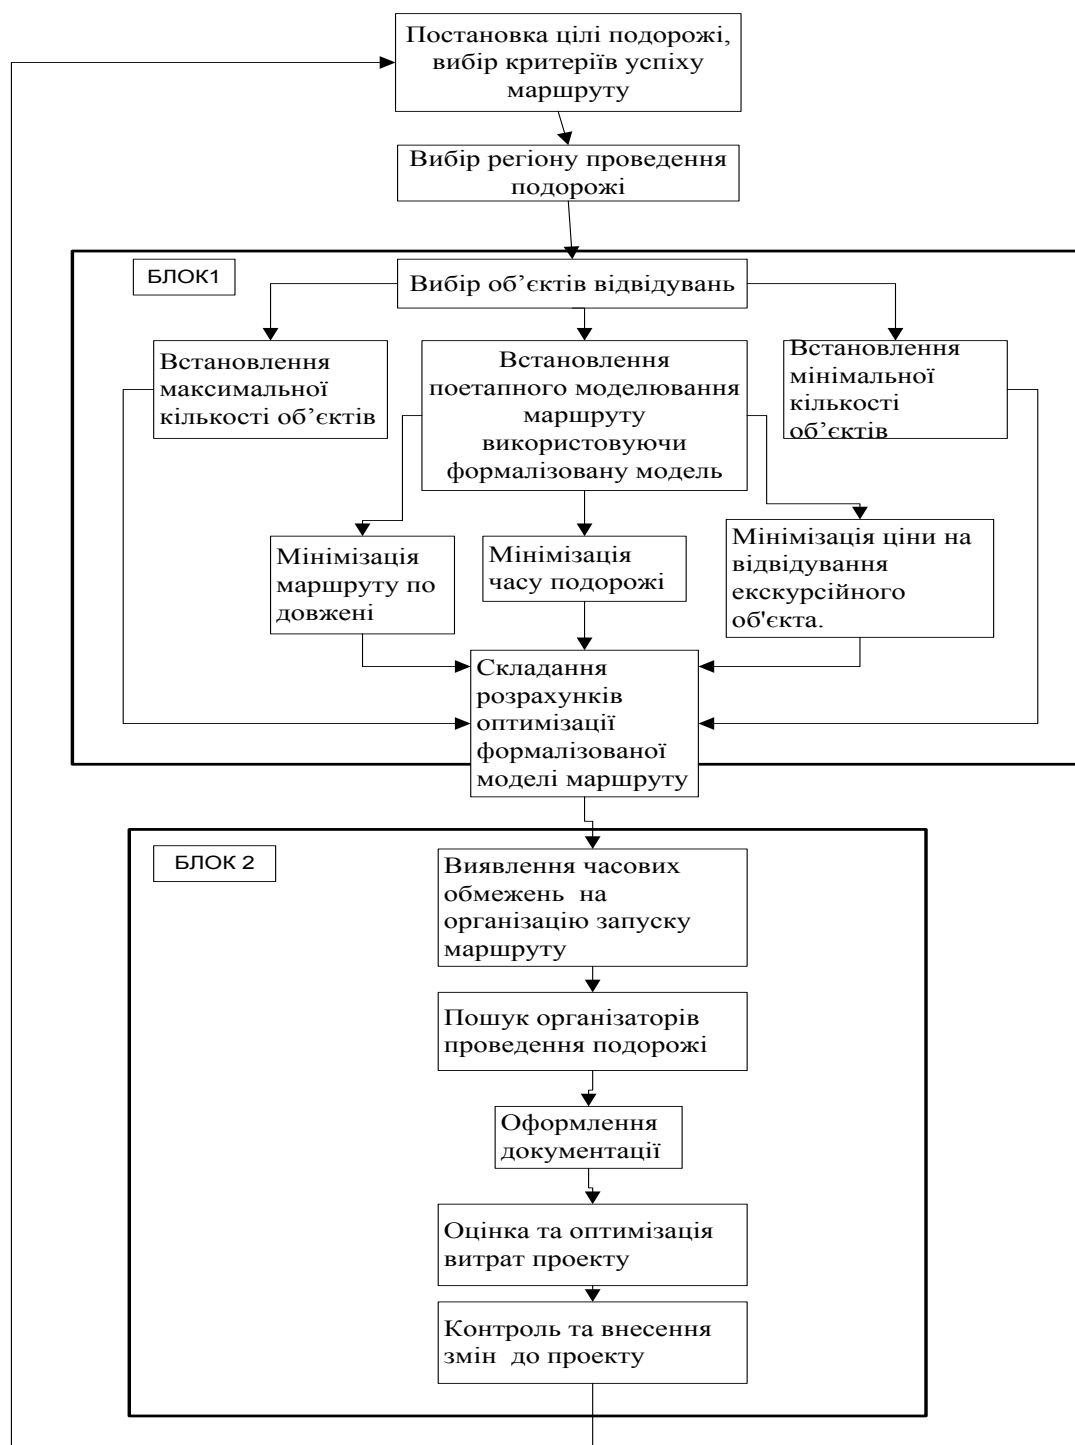 Постановка цілі подорожі,
вибір критеріїв успіху
маршруту
Вибір регіону проведення
подорожі
БЛОК1
Вибір об’єктів відвідувань
Встановлення
максимальної
кількості об’єктів
Встановлення
поетапного моделювання
маршруту
використовуючи
формалізовану модель
Встановлення
мінімальної
кількості
об’єктів
Мінімізація
маршруту по
довжені
Мінімізація
часу подорожі
Мінімізація ціни на
відвідування
екскурсійного
об'єкта.
Складання
розрахунків
оптимізації
формалізованої
моделі маршруту
БЛОК 2
Виявлення часових
обмежень на
організацію запуску
маршруту
Пошук організаторів
проведення подорожі
Оформлення
документації
Оцінка та оптимізація
витрат проекту
Контроль та внесення
змін до проекту